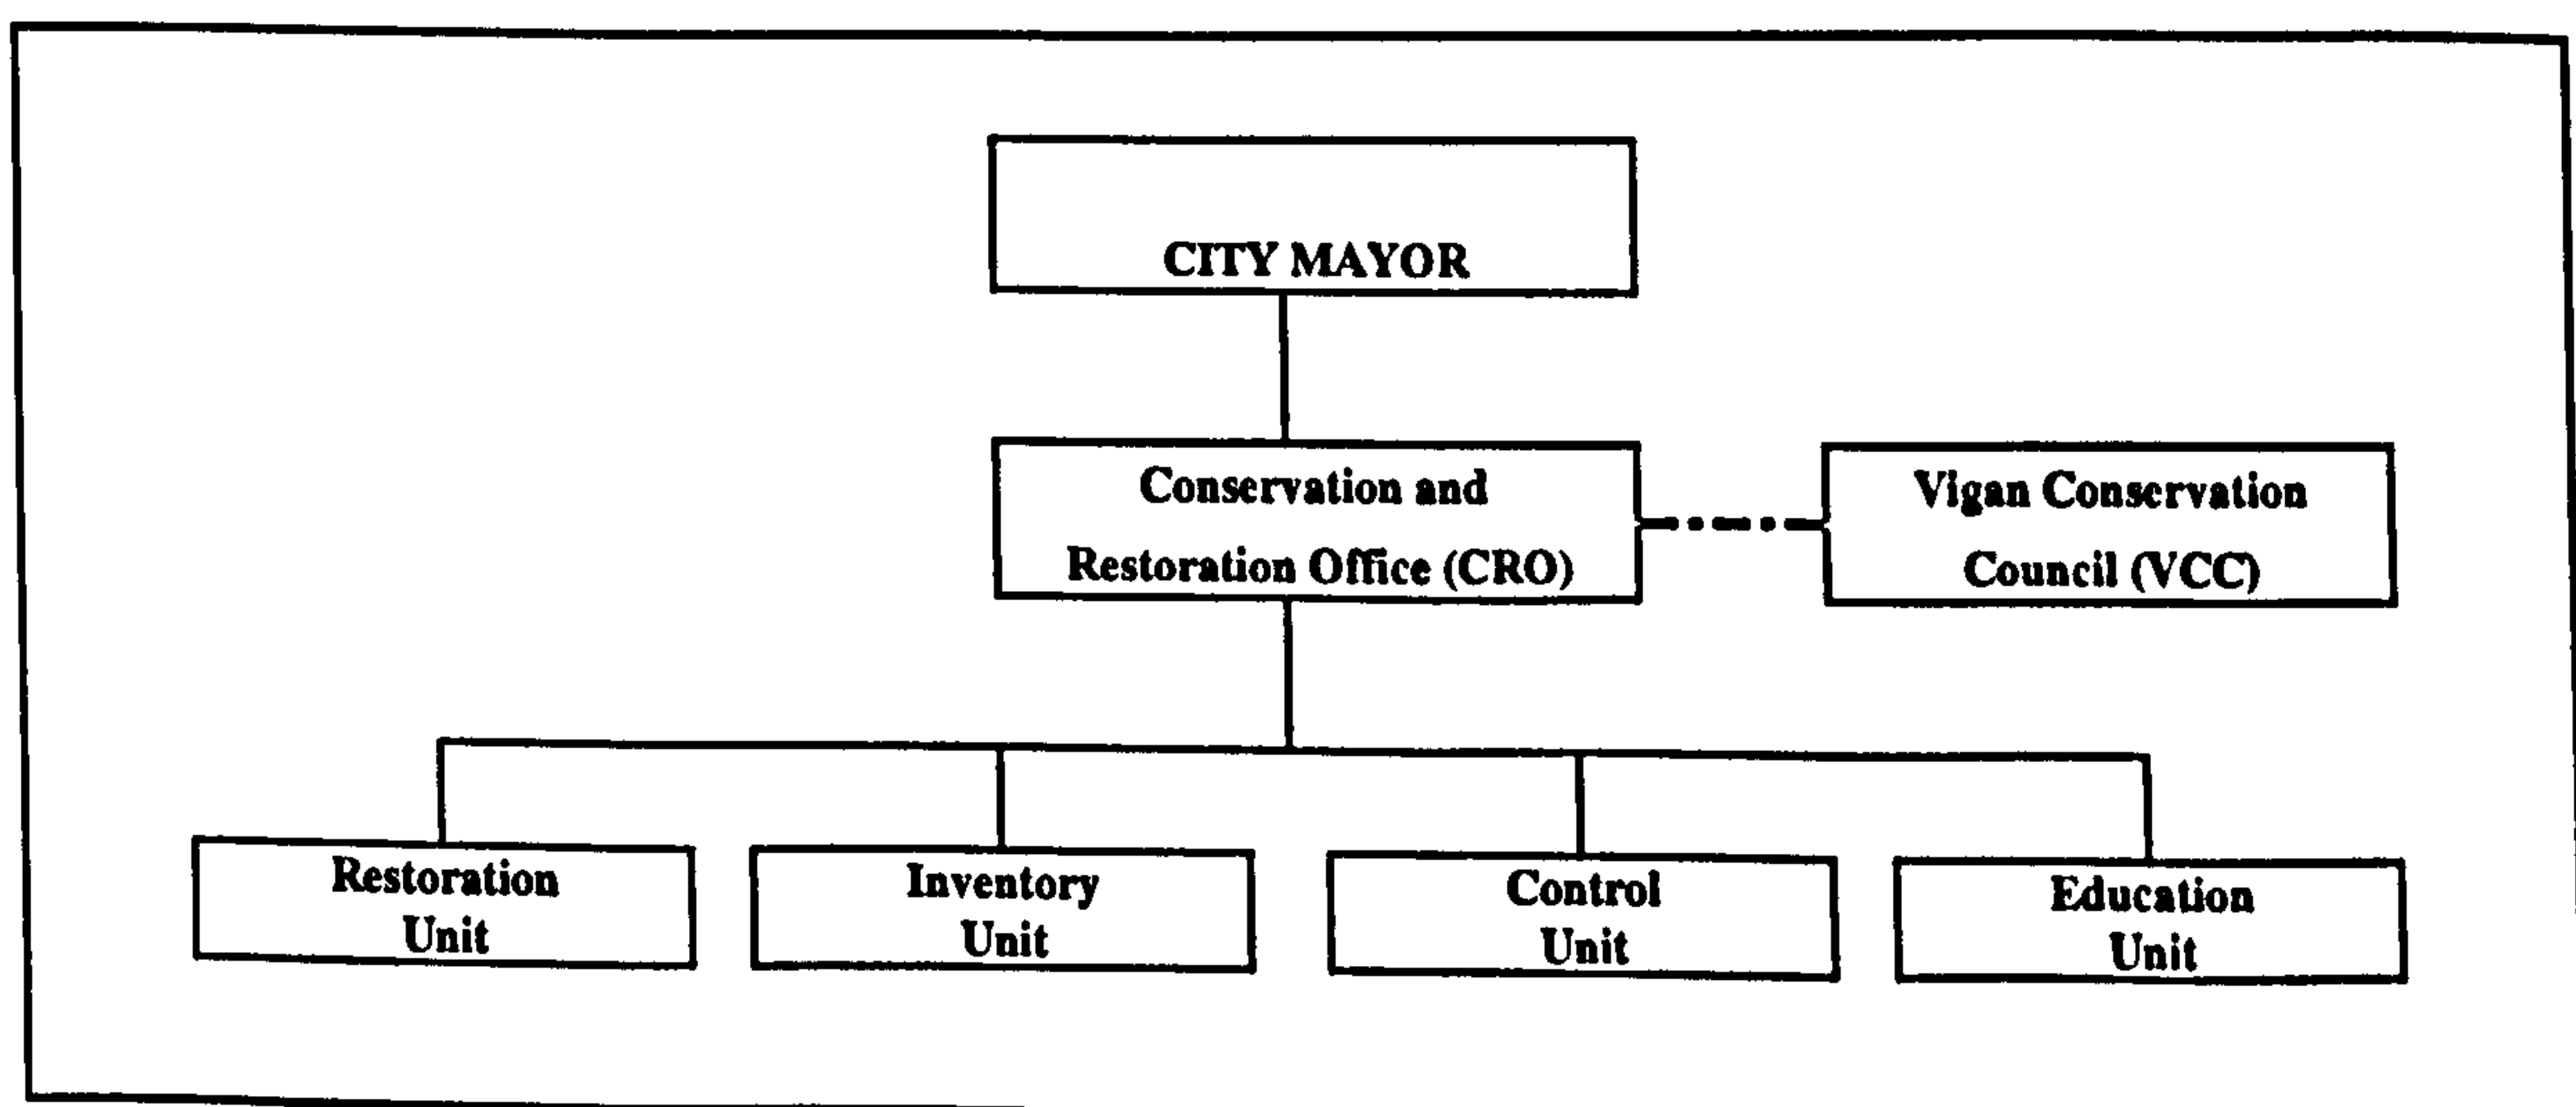 CITY MAYOR
Conservation and
Restoration Office (CRO)
Vigan Conservation
Council (VCC)
Restoration
Unit
Inventory
Unit
Control
Unit
Education
Unit